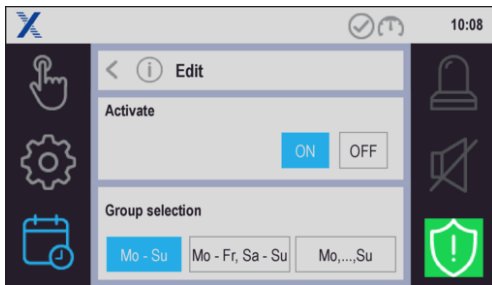 X
10:08
Edit
Activate
ON OFF
Group selection
Mo - Su Mo - Fr, Sa - Su Mo,...,Su